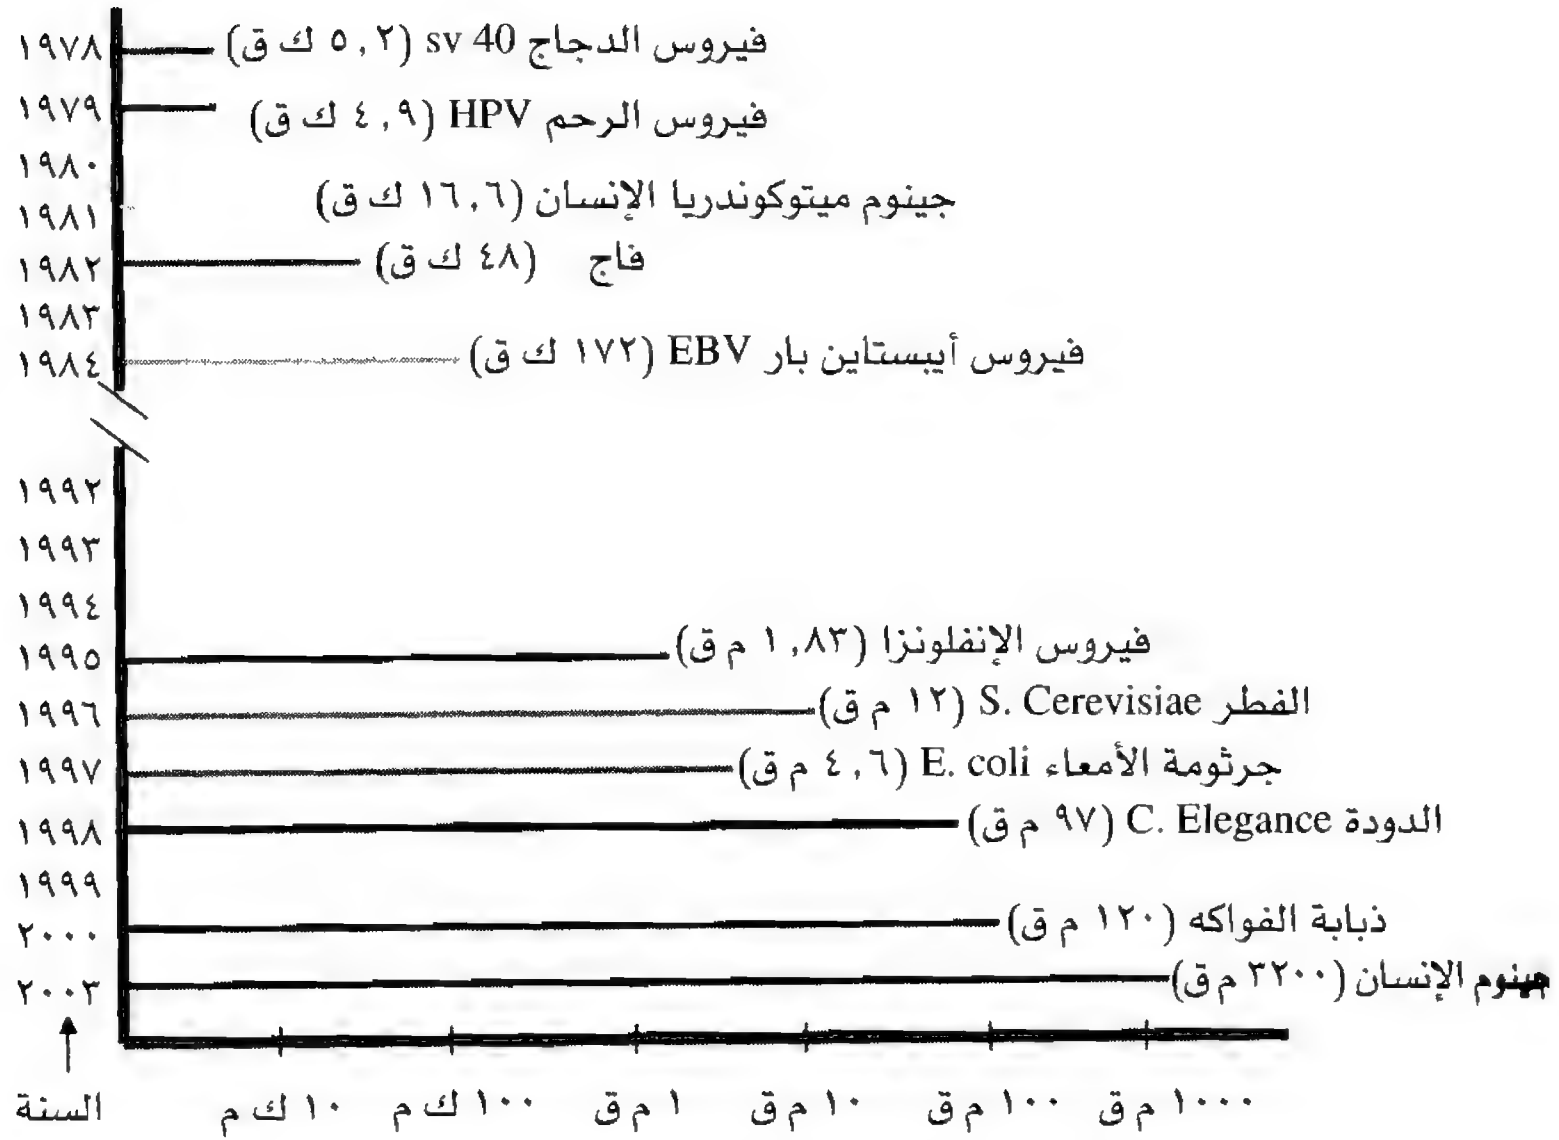 ١٩٧٨ فيروس الدجاج sv 40 (٥,٢ ك ق)
١٩٧٩ فيروس الرحم HPV (٤,٩ ك ق)
١٩٨٠
١٩٨١ جينوم ميتوكوندريا الإنسان (١٦,٦ ك ق)
١٩٨٢ فاج (٤٨ ك ق)
١٩٨٣
١٩٨٤ فيروس أيبستاين بار EBV (١٧٢ ك ق)
١٩٩٢
١٩٩٣
١٩٩٤
١٩٩٥ فيروس الإنفلونزا (١,٨٣ م ق)
١٩٩٦ الفطر S. Cerevisiae (١٢ م ق)
١٩٩٧ جرثومة الأمعاء E. coli (٤,٦ م ق)
١٩٩٨ الدودة C. Elegance (٩٧ م ق)
١٩٩٩
٢٠٠٠ ذبابة الفواكه (١٢٠ م ق)
٢٠٠٣ جينوم الإنسان (٣٢٠٠ م ق)
السنة ١٠ ك م ١٠٠ ك م ١ م ق ١٠ م ق ١٠٠ م ق ١٠٠٠ م ق